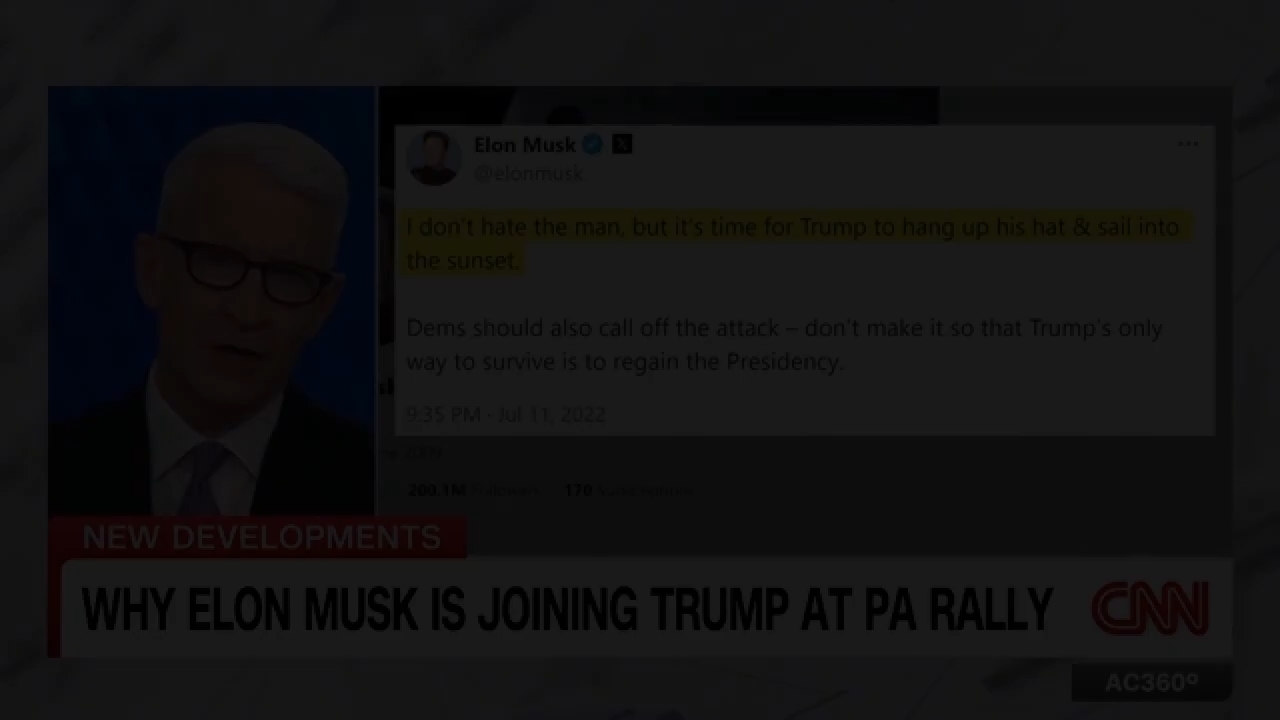 Elon Musk
@elonmusk
I don't hate the man, but it's time for Trump to hang up his hat & sail into
the sunset.
Dems should also call off the attack – don't make it so that Trump's only
way to survive is to regain the Presidency.
9:35 PM · Jul 11, 2022
2009
200.1M Followers 170 Subscriptions
NEW DEVELOPMENTS
WHY ELON MUSK IS JOINING TRUMP AT PA RALLY
CNN
AC360º